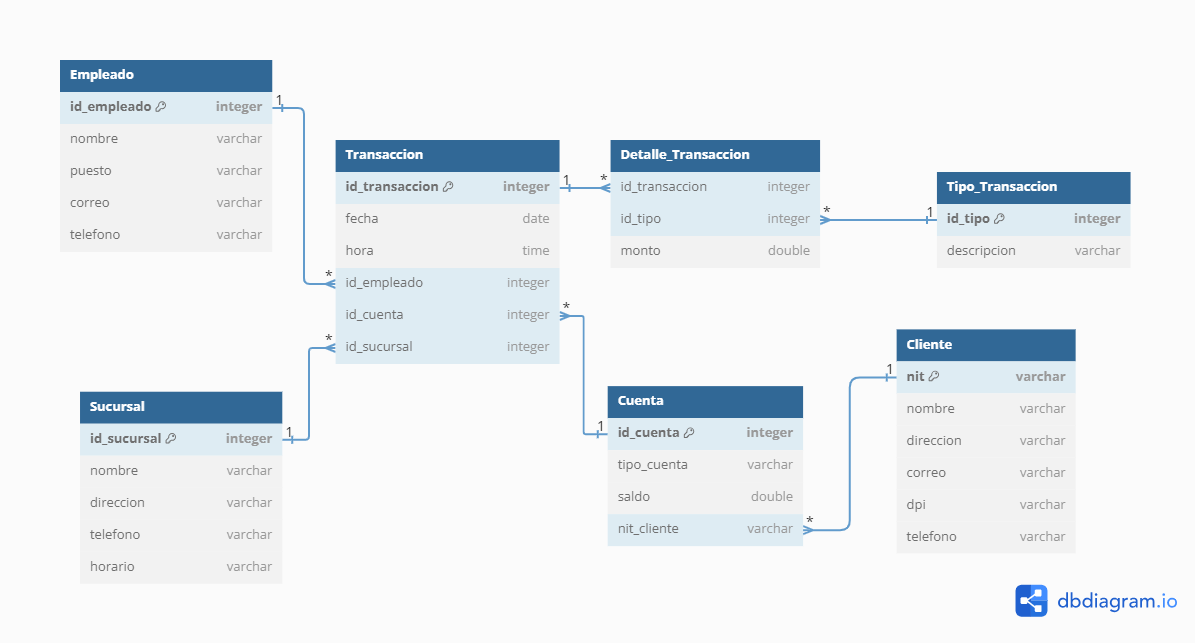 Empleado
id_empleado integer
nombre varchar
puesto varchar
correo varchar
telefono varchar
1
*
Transaccion
id_transaccion integer
fecha date
hora time
id_empleado integer
id_cuenta integer
id_sucursal integer
1
*
*
*
Detalle_Transaccion
id_transaccion integer
id_tipo integer
monto double
*
1
Tipo_Transaccion
id_tipo integer
descripcion varchar
Sucursal
id_sucursal integer
nombre varchar
direccion varchar
telefono varchar
horario varchar
1
Cuenta
id_cuenta integer
tipo_cuenta varchar
saldo double
nit_cliente varchar
1
*
Cliente
nit varchar
nombre varchar
direccion varchar
correo varchar
dpi varchar
telefono varchar
1
dbdiagram.io